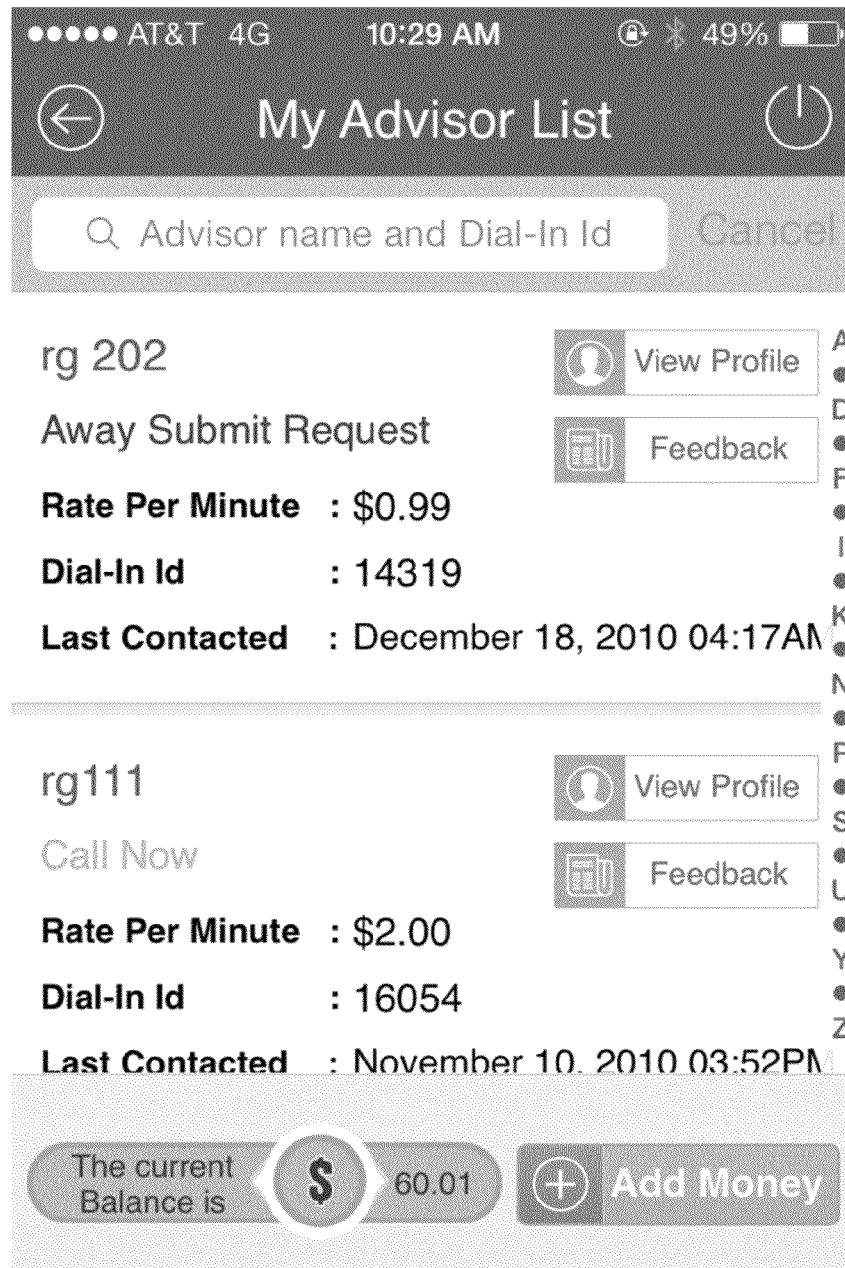 AT&T 4G 10:29 AM 49%
My Advisor List
Advisor name and Dial-In Id Cancel
rg 202
View Profile
Away Submit Request
Feedback
Rate Per Minute : $0.99
Dial-In Id : 14319
Last Contacted : December 18, 2010 04:17AM
rg111
View Profile
Call Now
Feedback
Rate Per Minute : $2.00
Dial-In Id : 16054
Last Contacted : November 10, 2010 03:52PM
A
D
F
I
K
N
P
S
U
Y
Z
The current
Balance is
$ 60.01
Add Money